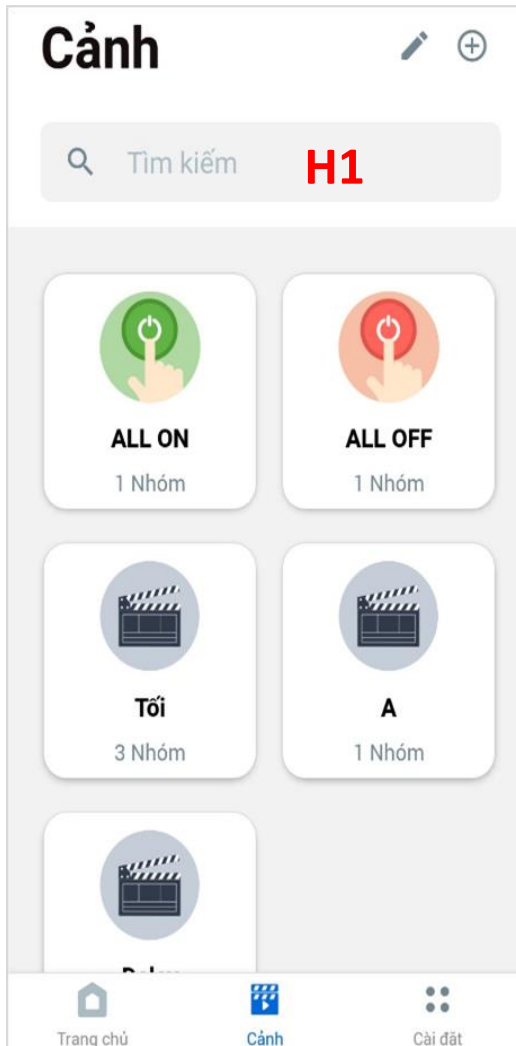 Cảnh
Tìm kiếm H1
ALL ON
1 Nhóm
ALL OFF
1 Nhóm
Tối
3 Nhóm
A
1 Nhóm
Trang chủ
Cảnh
Cài đặt